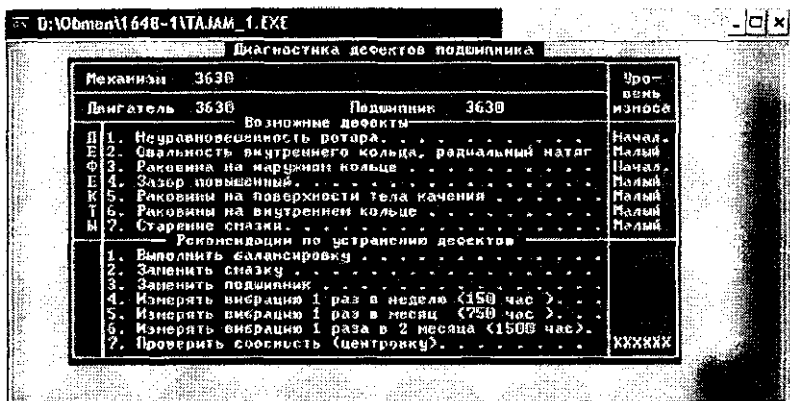 D:\Obmen\1648-1\TAJAM_1.EXE
Диагностика дефектов подшипника
Механизм 3630
Уро-
вень
износа
Двигатель 3630 Подшипник 3630
Возможные дефекты
ДЕФЕКТЫ
1. Неуравновешенность ротора. . . . . . . . . . Начал.
2. Овальность внутреннего кольца, радиальный натяг Малый
3. Раковина на наружном кольце . . . . . . . . . Начал.
4. Зазор повышенный. . . . . . . . . . . . . . . Малый
5. Раковины на поверхности тела качения . . . . . Малый
6. Раковины на внутреннем кольце . . . . . . . . Малый
7. Старение смазки. . . . . . . . . . . . . . . . Малый
Рекомендации по устранению дефектов
1. Выполнить балансировку . . . . . . . . . . . .
2. Заменить смазку . . . . . . . . . . . . . . .
3. Заменить подшипник . . . . . . . . . . . . . .
4. Измерять вибрацию 1 раз в неделю (150 час ). . .
5. Измерять вибрацию 1 раз в месяц (750 час ). . .
6. Измерять вибрацию 1 раза в 2 месяца (1500 час).
7. Проверить соосность (центровку). . . . . . . . XXXXXX